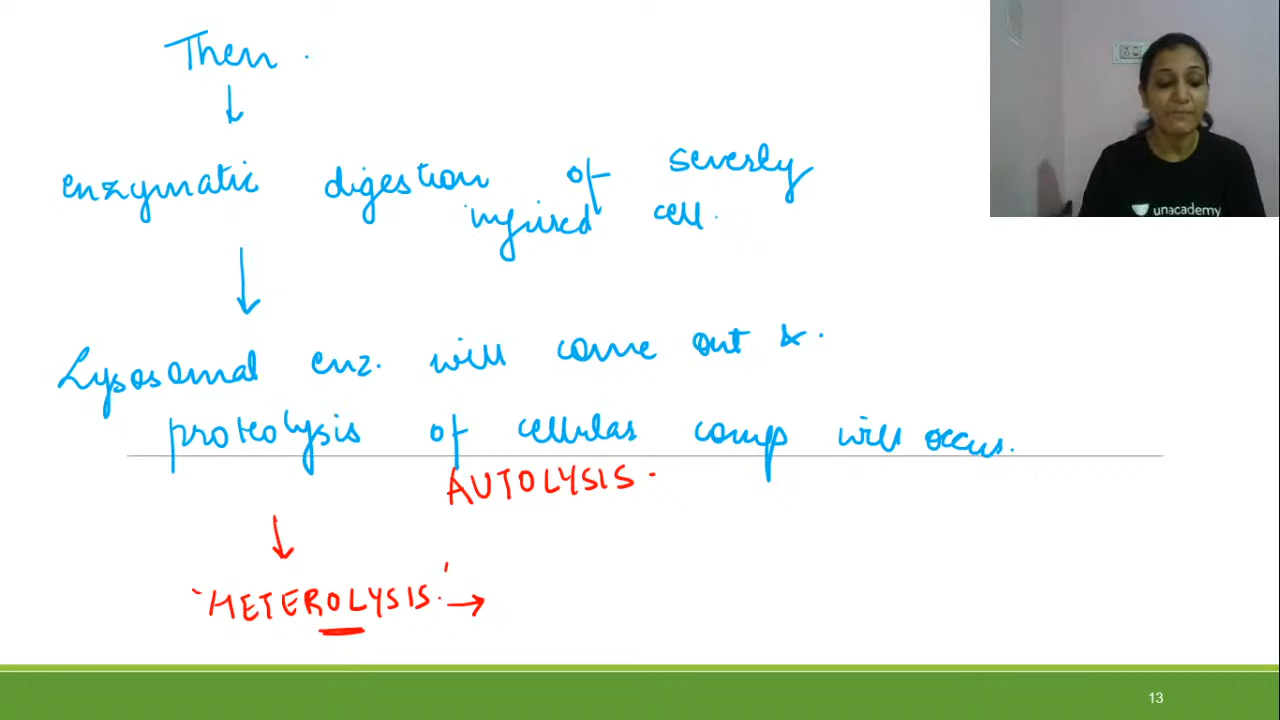 Then .
↓
enzymatic digestion of severly
injured cell.
↓
Lysosomal enz. will come out &.
proteolysis of cellular comp will occur.
AUTOLYSIS .
↓
'HETEROLYSIS.' →
unacademy
13